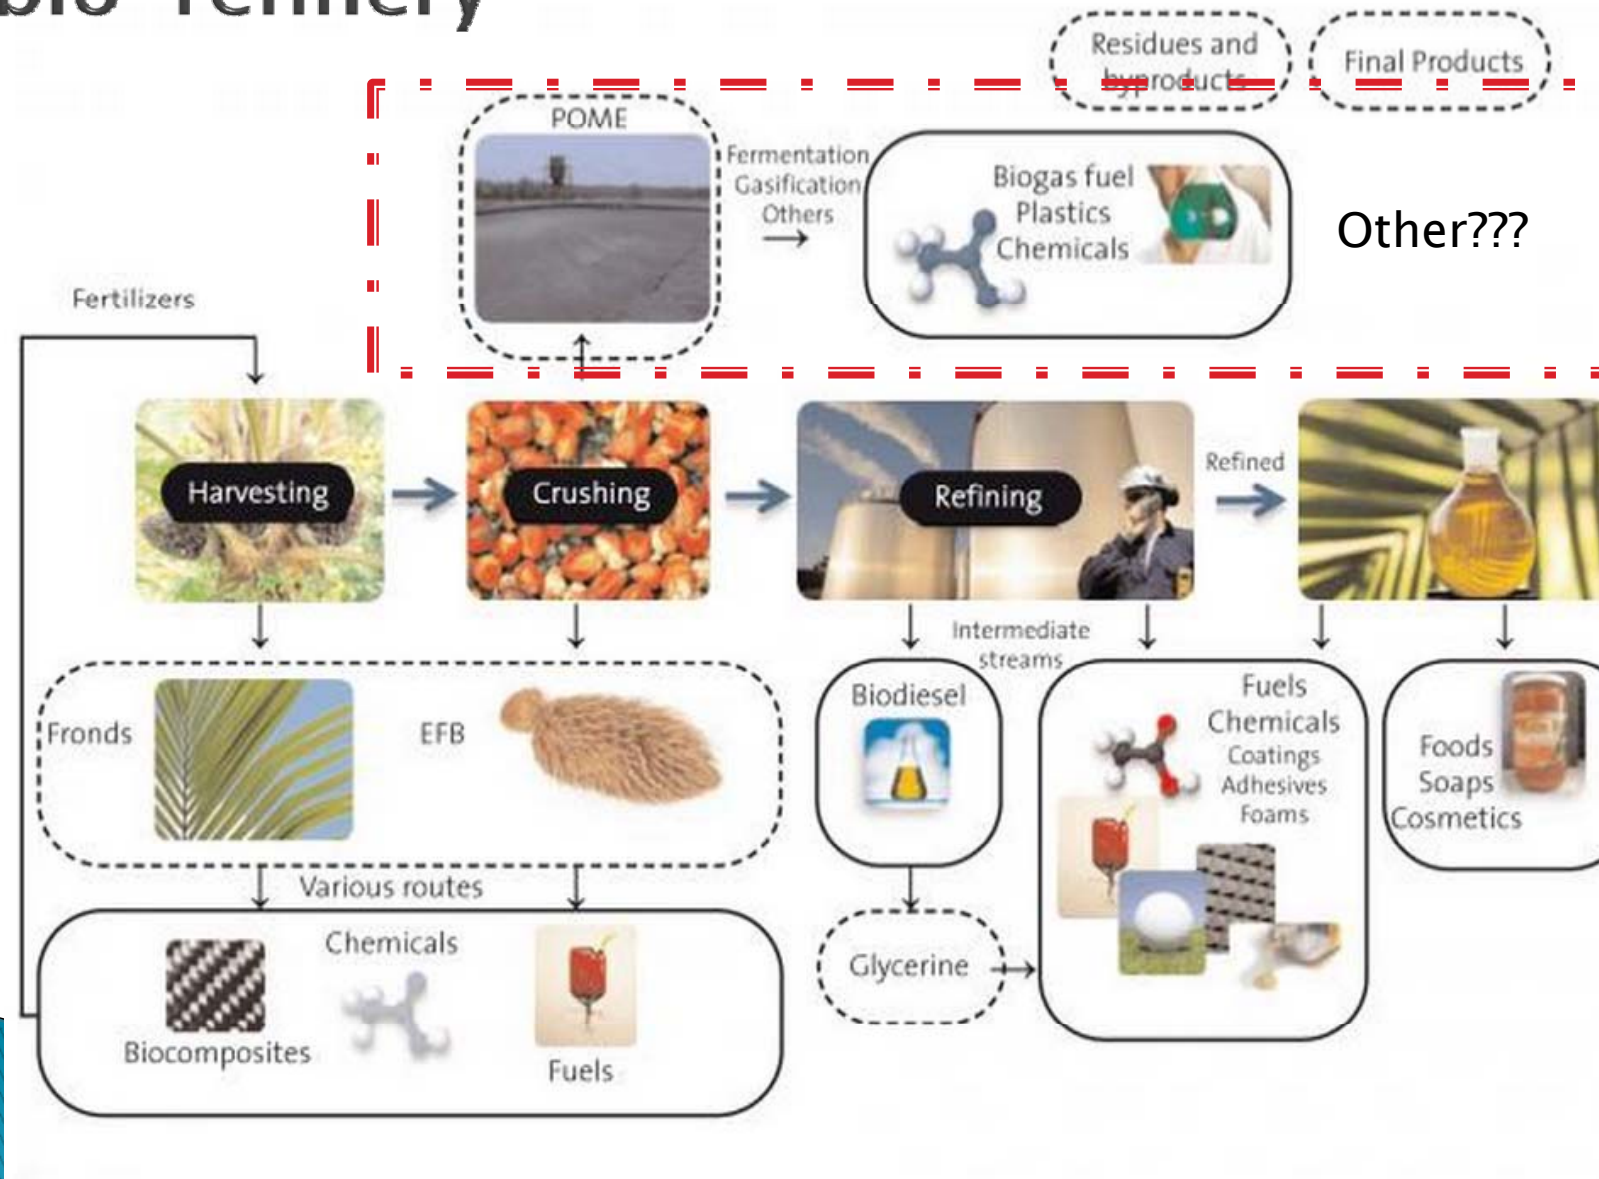 bio-refinery
Residues and
byproducts
Final Products
POME
Fermentation
Gasification
Others
Biogas fuel
Plastics
Chemicals
Other???
Fertilizers
Harvesting
Crushing
Refining
Refined
Intermediate
streams
Fronds
EFB
Biodiesel
Fuels
Chemicals
Coatings
Adhesives
Foams
Foods
Soaps
Cosmetics
Various routes
Glycerine
Chemicals
Biocomposites
Fuels